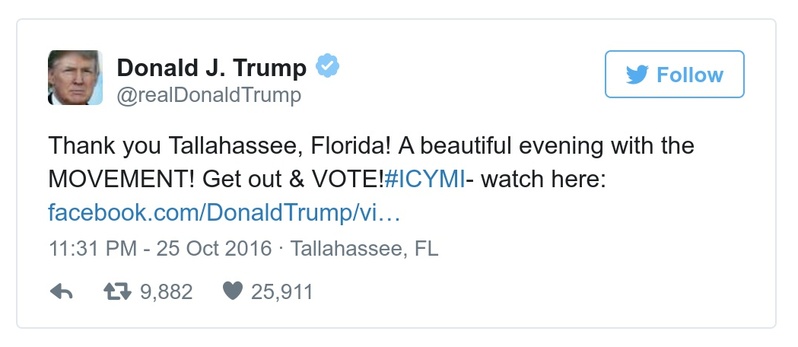 Donald J. Trump
@realDonaldTrump
Follow
Thank you Tallahassee, Florida! A beautiful evening with the
MOVEMENT! Get out & VOTE!#ICYMI- watch here:
facebook.com/DonaldTrump/vi…
11:31 PM - 25 Oct 2016 · Tallahassee, FL
9,882 25,911